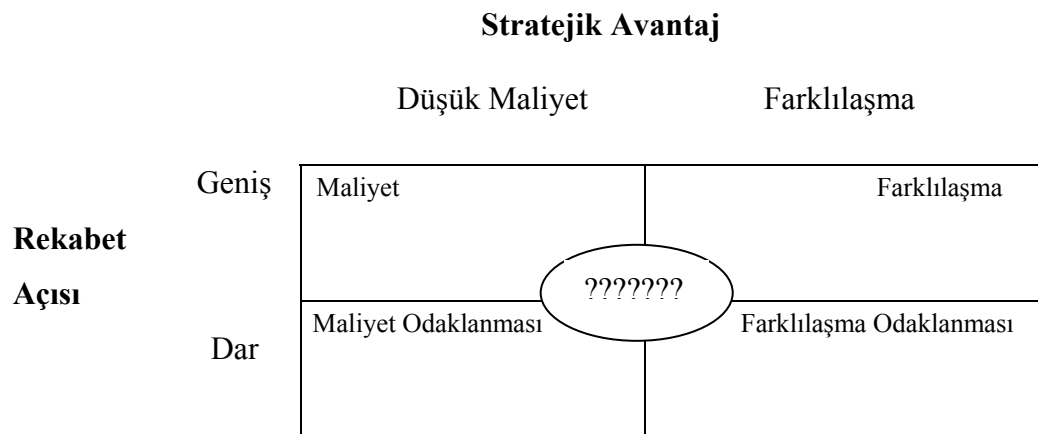 Stratejik Avantaj
Düşük Maliyet Farklılaşma
Geniş Maliyet Farklılaşma
Rekabet
Açısı
???????
Maliyet Odaklanması Farklılaşma Odaklanması
Dar